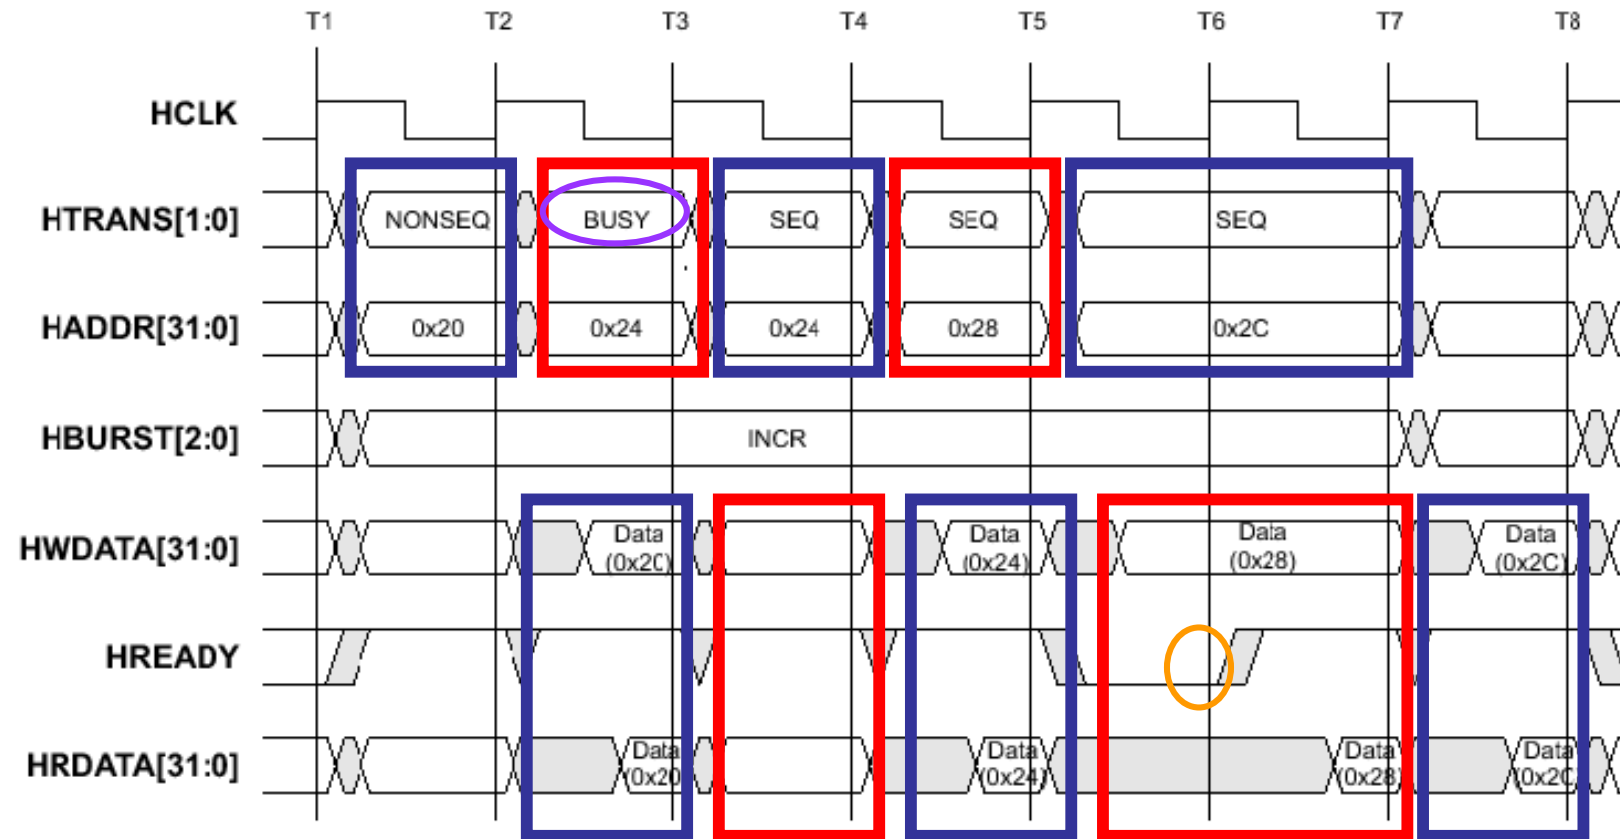 T1 T2 T3 T4 T5 T6 T7 T8
HCLK
HTRANS[1:0] NONSEQ BUSY SEQ SEQ SEQ
HADDR[31:0] 0x20 0x24 0x24 0x28 0x2C
HBURST[2:0] INCR
HWDATA[31:0] Data (0x20) Data (0x24) Data (0x28) Data (0x2C)
HREADY
HRDATA[31:0] Data (0x20 Data (0x24) Data (0x28) Data (0x2C